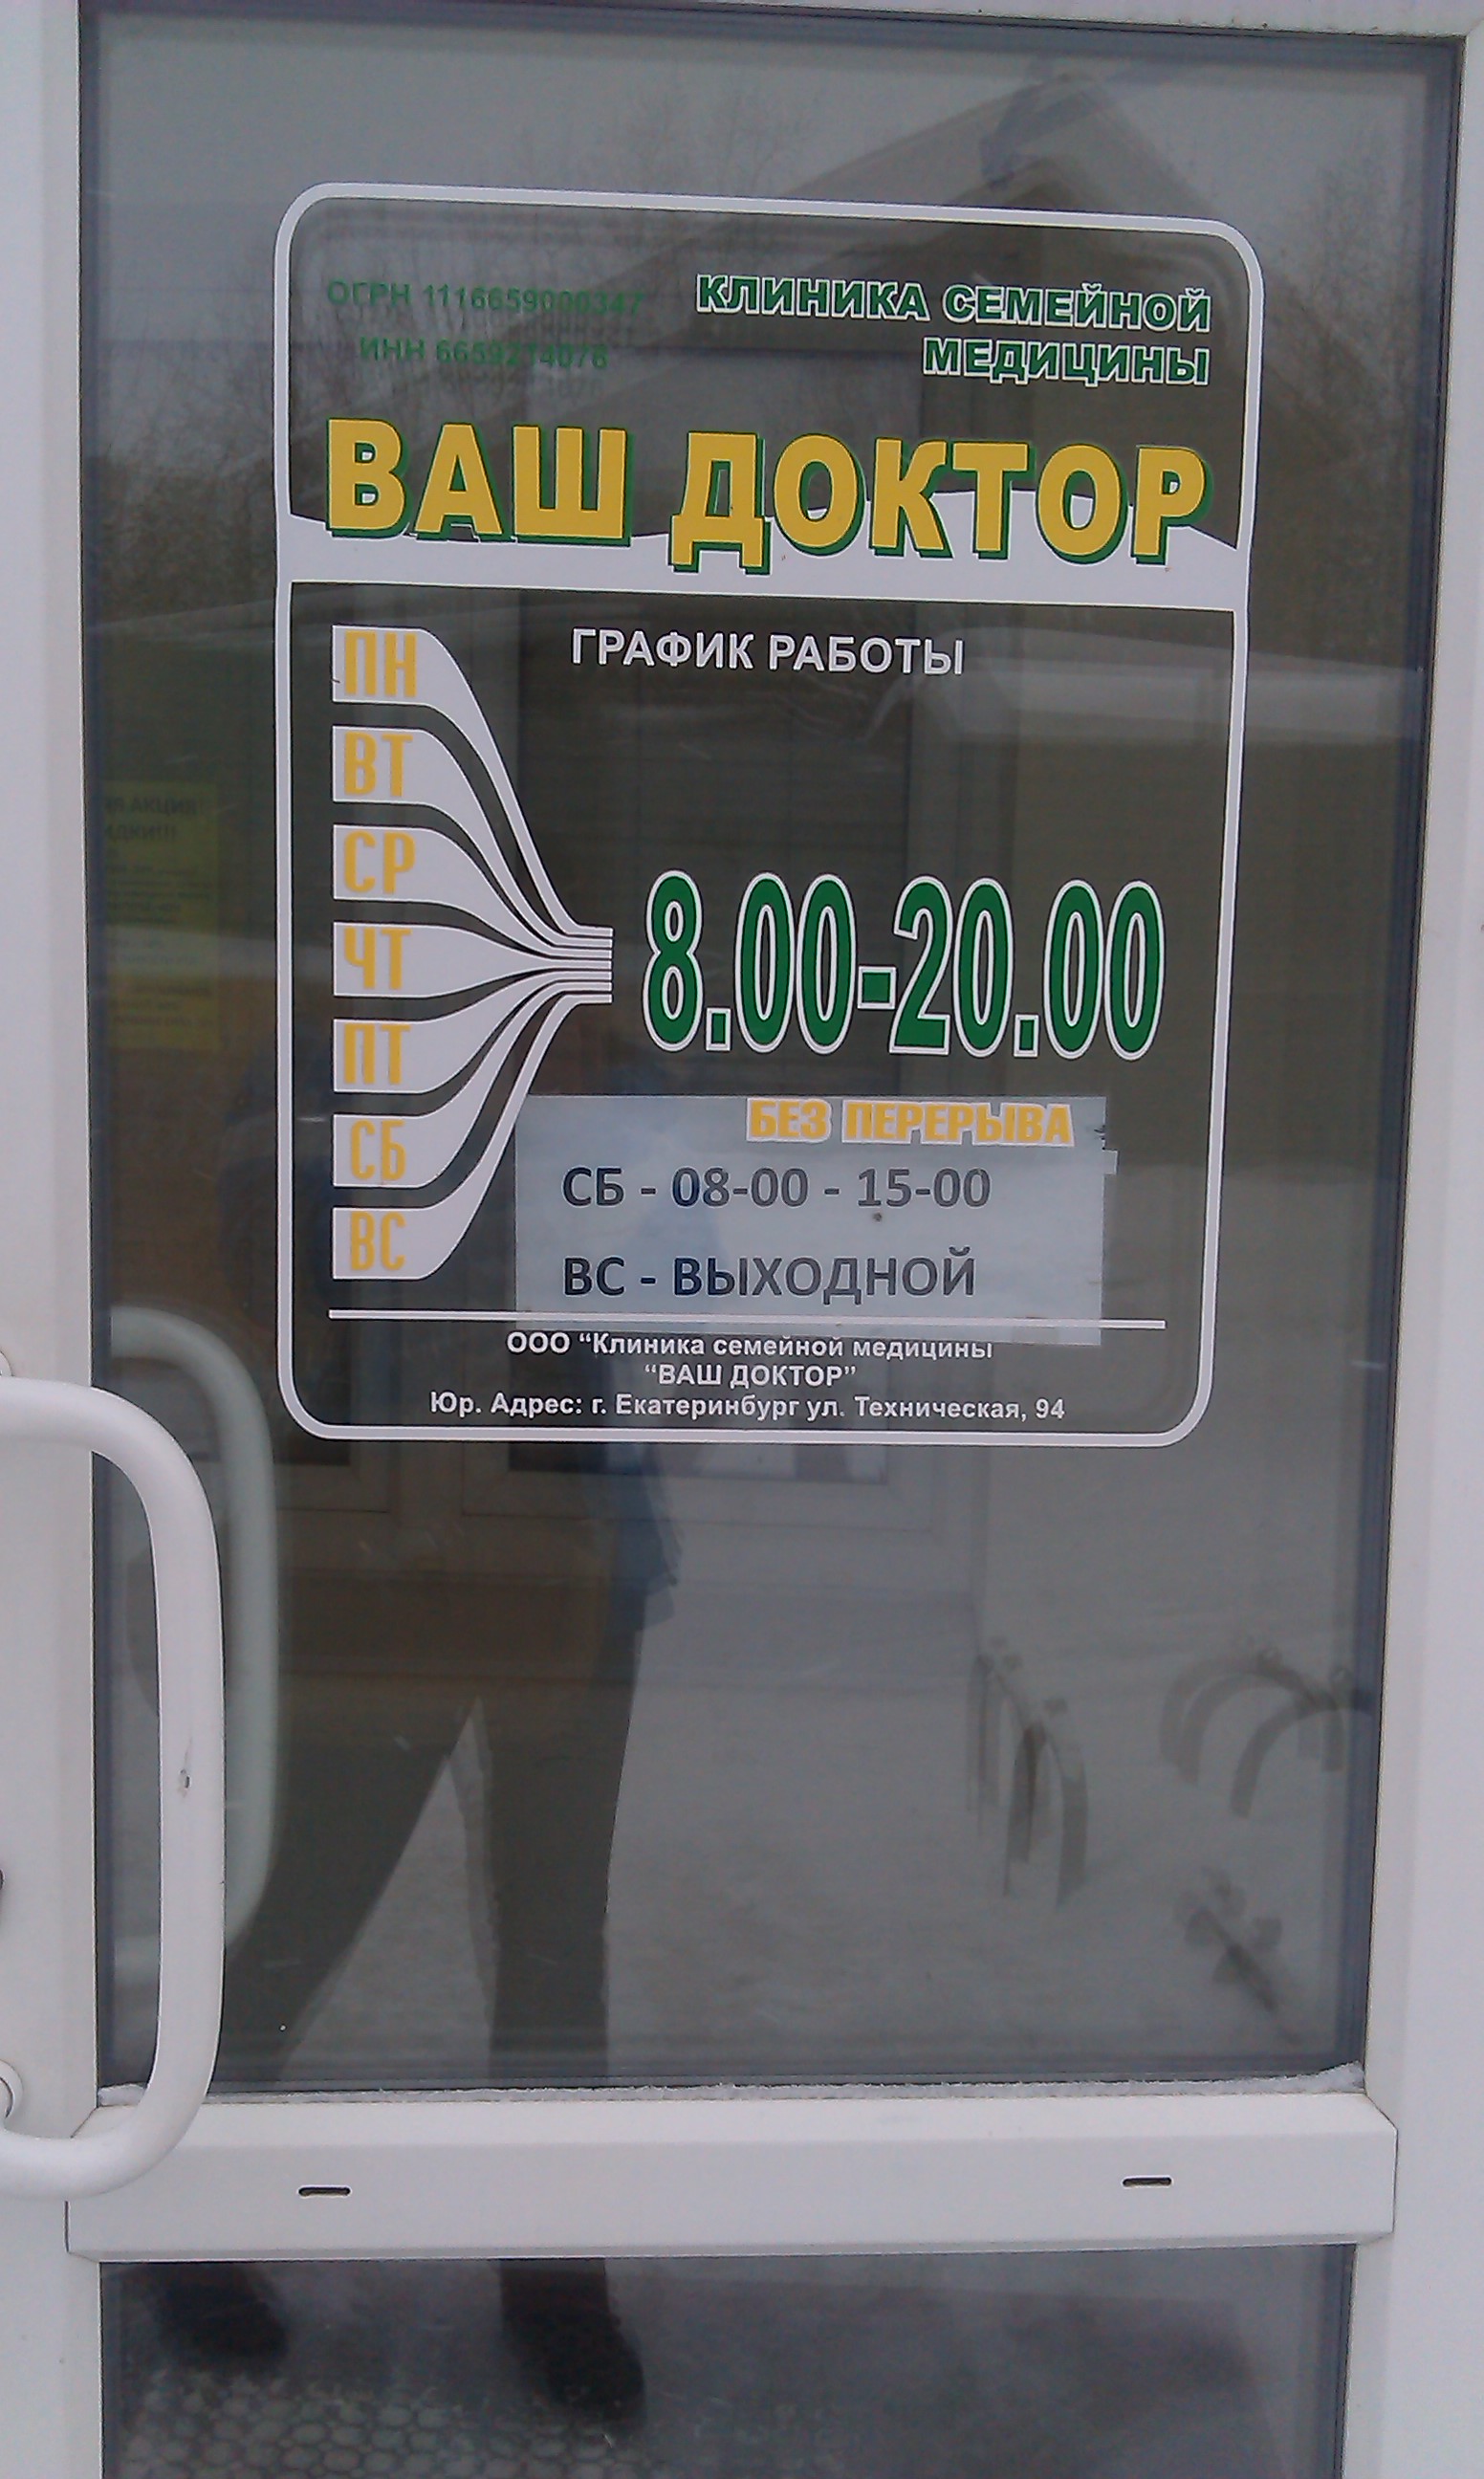 ОГРН 1116659000347
ИНН
КЛИНИКА СЕМЕЙНОЙ
МЕДИЦИНЫ
ВАШ ДОКТОР
ГРАФИК РАБОТЫ
ПН
ВТ
СР
ЧТ
ПТ
СБ
ВС
8.00-20.00
БЕЗ ПЕРЕРЫВА
СБ - 08-00 - 15-00
ВС - ВЫХОДНОЙ
ООО “Клиника семейной медицины
“ВАШ ДОКТОР”
Юр. Адрес: г. Екатеринбург ул. Техническая, 94
АКЦИЯ